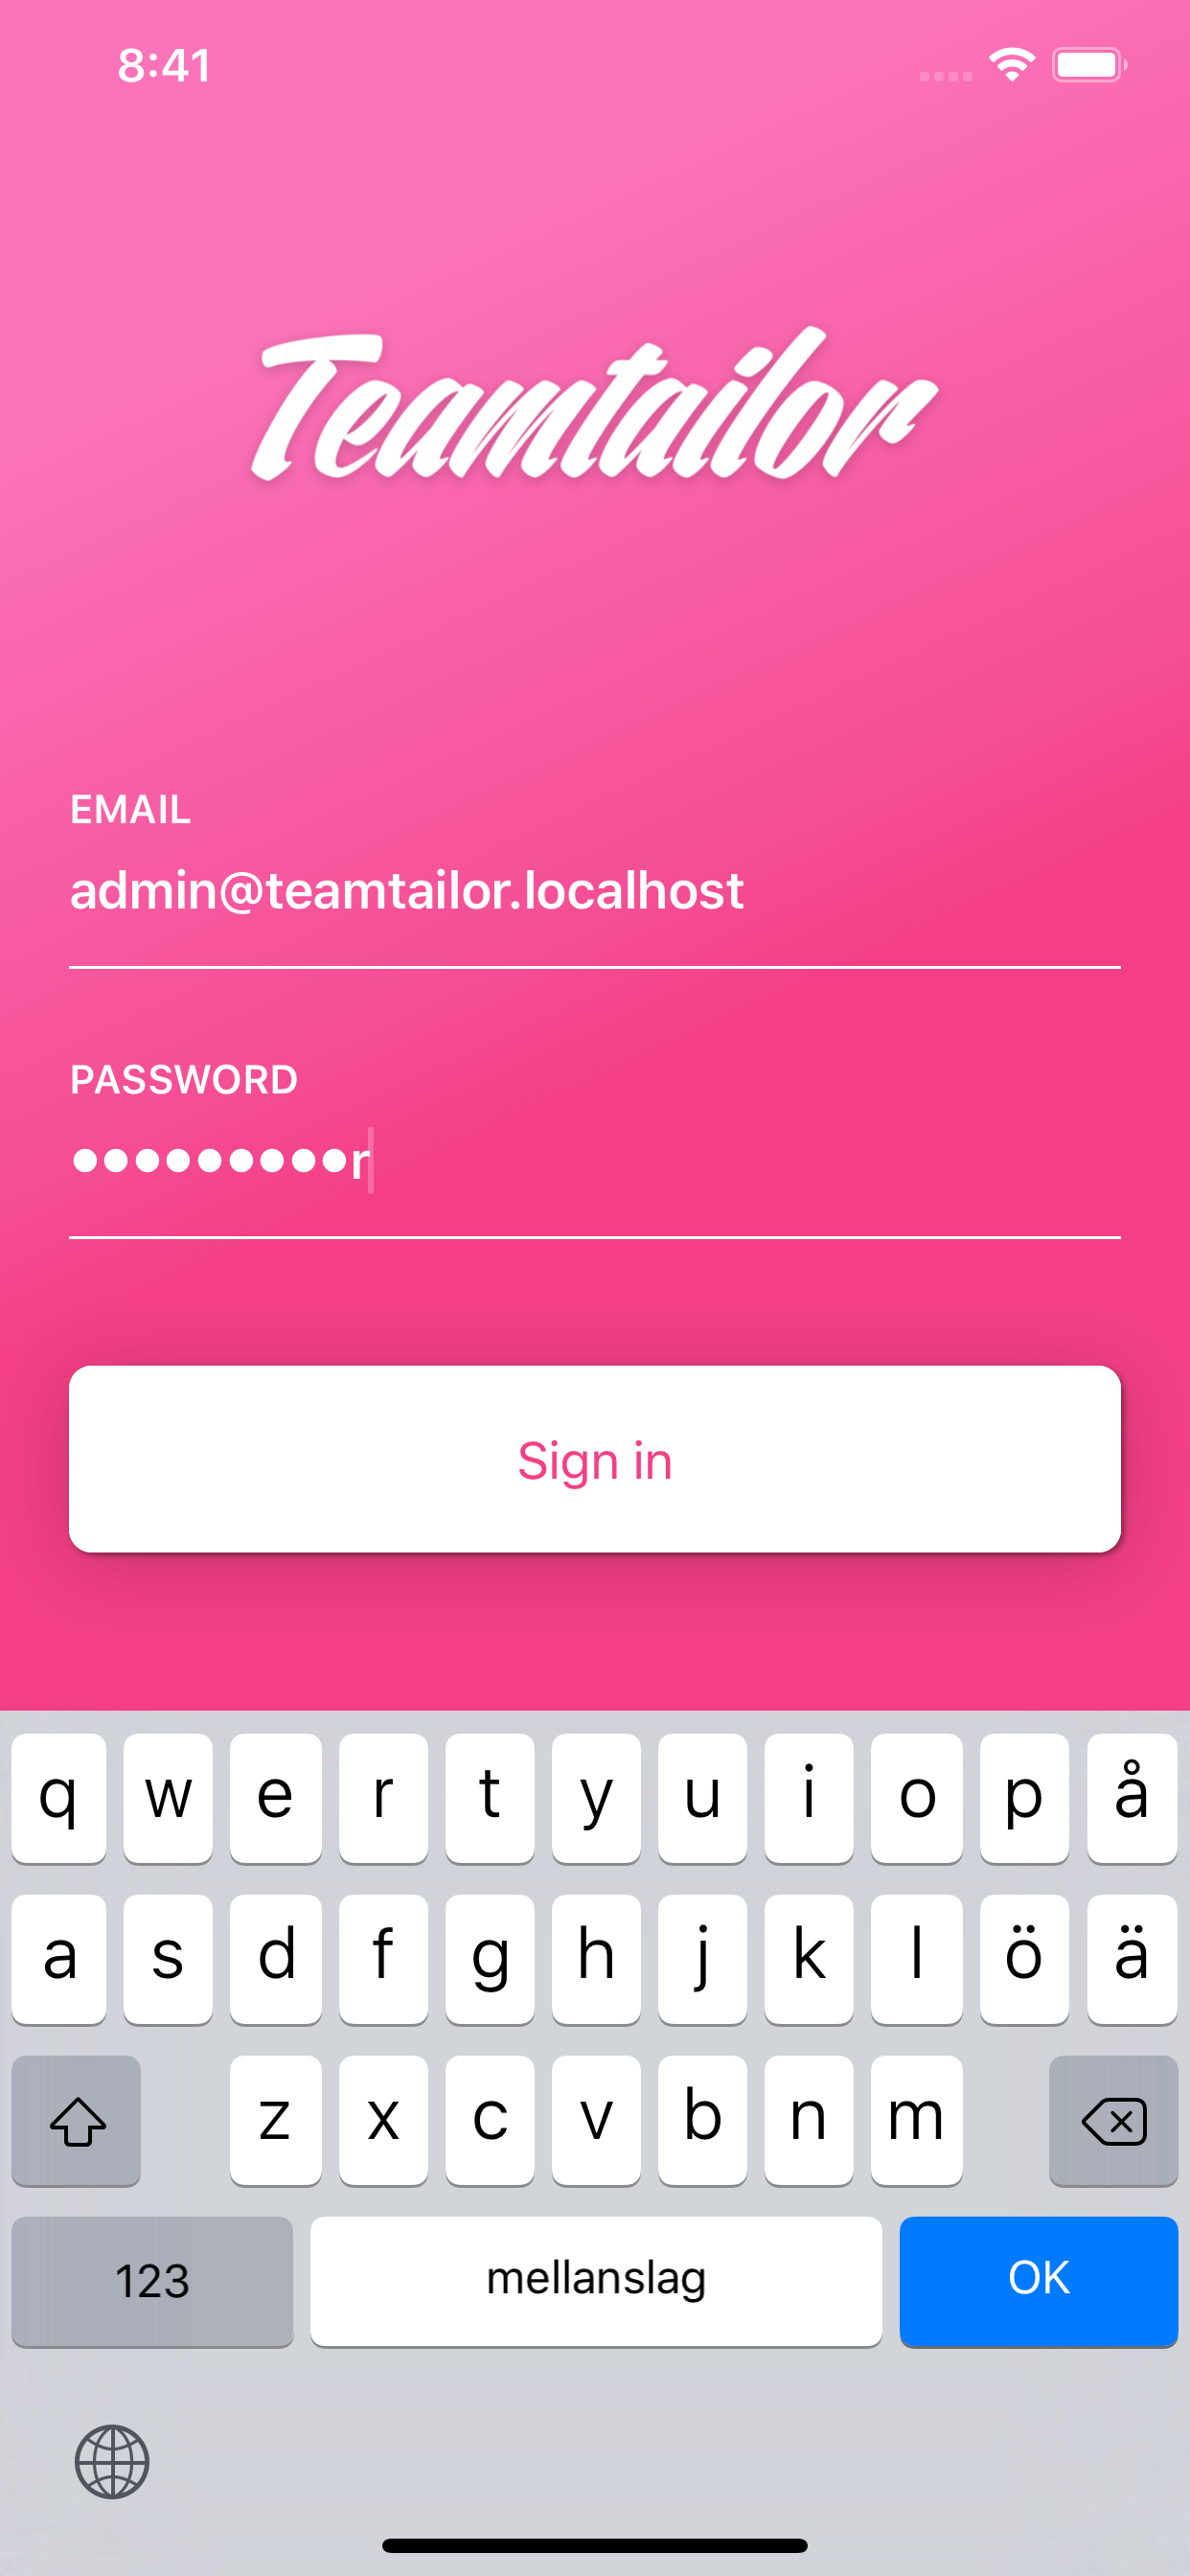 8:41
Teamtailor
EMAIL
admin@teamtailor.localhost
PASSWORD
●●●●●●●●●r
Sign in
q w e r t y u i o p å
a s d f g h j k l ö ä
z x c v b n m
123 mellanslag OK